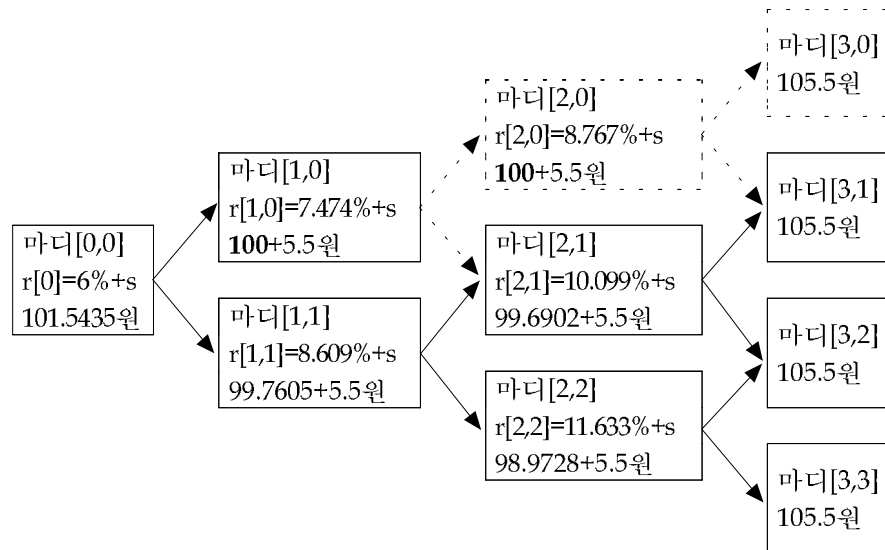 마디[0,0]
r[0]=6%+s
101.5435원
마디[1,0]
r[1,0]=7.474%+s
100+5.5원
마디[1,1]
r[1,1]=8.609%+s
99.7605+5.5원
마디[2,0]
r[2,0]=8.767%+s
100+5.5원
마디[2,1]
r[2,1]=10.099%+s
99.6902+5.5원
마디[2,2]
r[2,2]=11.633%+s
98.9728+5.5원
마디[3,0]
105.5원
마디[3,1]
105.5원
마디[3,2]
105.5원
마디[3,3]
105.5원